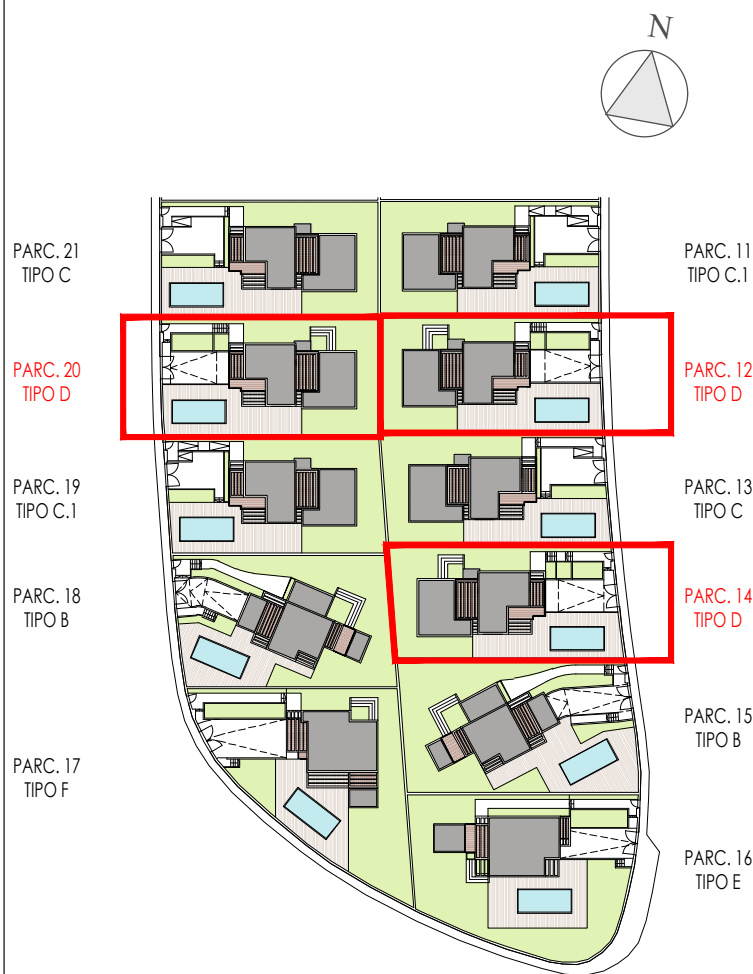 N
PARC. 21
TIPO C
PARC. 11
TIPO C.1
PARC. 20
TIPO D
PARC. 12
TIPO D
PARC. 19
TIPO C.1
PARC. 13
TIPO C
PARC. 18
TIPO B
PARC. 14
TIPO D
PARC. 15
TIPO B
PARC. 17
TIPO F
PARC. 16
TIPO E